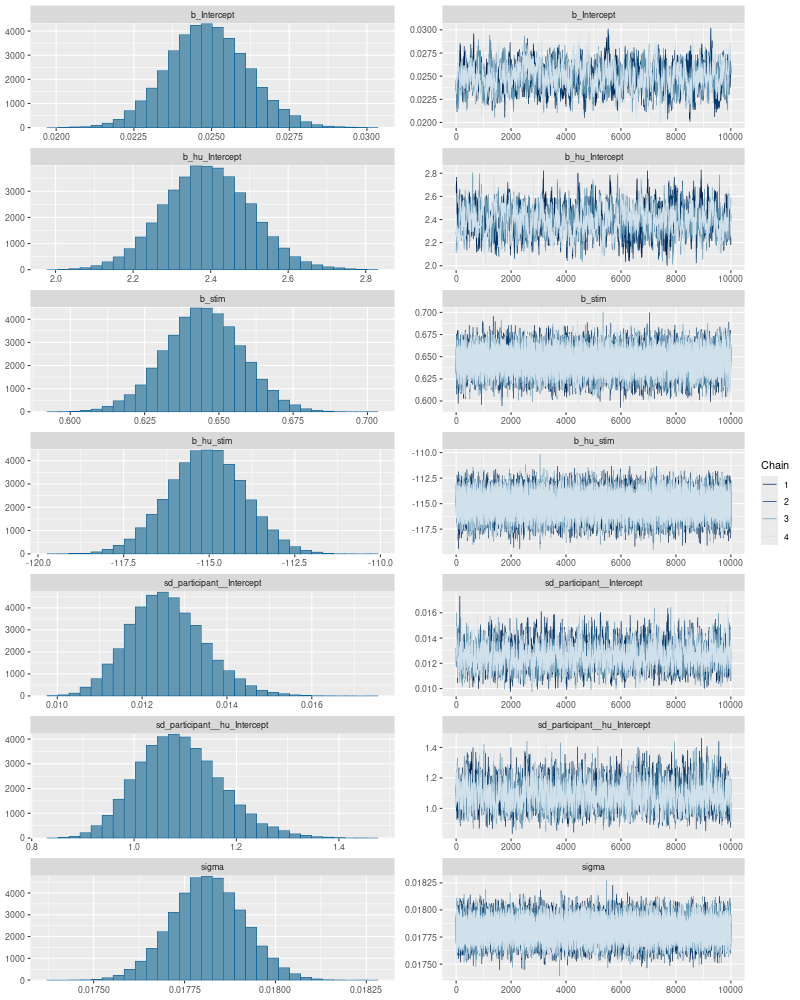 b_Intercept
4000
3000
2000
1000
0
0.0200 0.0225 0.0250 0.0275 0.0300
b_Intercept
0.0300
0.0275
0.0250
0.0225
0.0200
0 2000 4000 6000 8000 10000
b_hu_Intercept
3000
2000
1000
0
2.0 2.2 2.4 2.6 2.8
b_hu_Intercept
2.8
2.6
2.4
2.2
2.0
0 2000 4000 6000 8000 10000
b_stim
4000
3000
2000
1000
0
0.600 0.625 0.650 0.675 0.700
b_stim
0.700
0.675
0.650
0.625
0.600
0 2000 4000 6000 8000 10000
b_hu_stim
4000
3000
2000
1000
0
-120.0 -117.5 -115.0 -112.5 -110.0
b_hu_stim
-110.0
-112.5
-115.0
-117.5
0 2000 4000 6000 8000 10000
sd_participant__Intercept
4000
3000
2000
1000
0
0.010 0.012 0.014 0.016
sd_participant__Intercept
0.016
0.014
0.012
0.010
0 2000 4000 6000 8000 10000
sd_participant__hu_Intercept
4000
3000
2000
1000
0
0.8 1.0 1.2 1.4
sd_participant__hu_Intercept
1.4
1.2
1.0
0 2000 4000 6000 8000 10000
sigma
4000
3000
2000
1000
0
0.01750 0.01775 0.01800 0.01825
sigma
0.01825
0.01800
0.01775
0.01750
0 2000 4000 6000 8000 10000
Chain
1
2
3
4